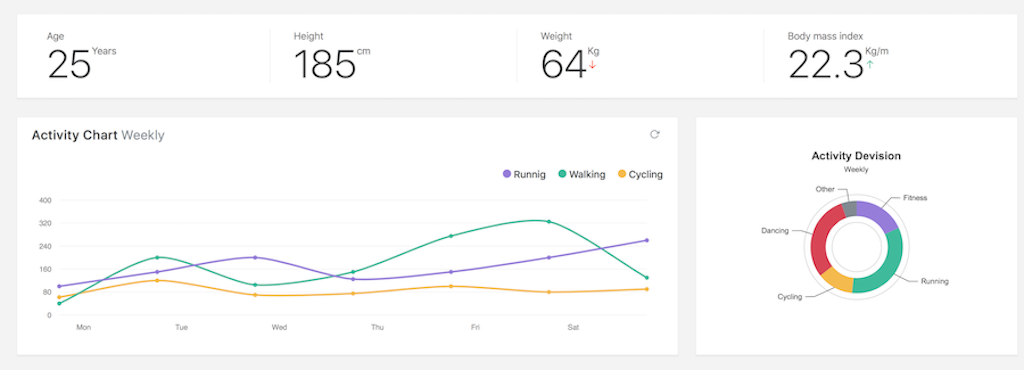 Age
25 Years
Height
185 cm
Weight
64 Kg ↓
Body mass index
22.3 Kg/m ↑
Activity Chart Weekly
Runnig Walking Cycling
400
320
240
160
80
0
Mon Tue Wed Thu Fri Sat
Activity Devision
Weekly
Other
Fitness
Dancing
Running
Cycling